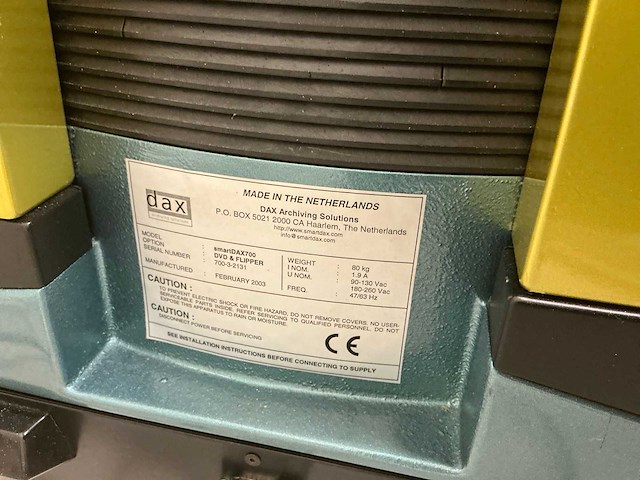 dax
MADE IN THE NETHERLANDS
DAX Archiving Solutions
P.O. BOX 5021 2000 CA Haarlem, The Netherlands
http://www.smartdax.com
info@smartdax.com
MODEL : smartDAX700
OPTION : DVD & FLIPPER
SERIAL NUMBER : 700-3-2131
MANUFACTURED : FEBRUARY 2003
WEIGHT : 80 kg
I NOM. : 1.9 A
U NOM. : 90-130 Vac
180-260 Vac
FREQ. : 47/63 Hz
CAUTION :
TO PREVENT ELECTRIC SHOCK OR FIRE HAZARD, DO NOT REMOVE COVERS. NO USER-
SERVICEABLE PARTS INSIDE. REFER SERVICING TO QUALIFIED PERSONNEL. DO NOT
EXPOSE THIS APPARATUS TO RAIN OR MOISTURE.
CAUTION :
DISCONNECT POWER BEFORE SERVICING
CE
SEE INSTALLATION INSTRUCTIONS BEFORE CONNECTING TO SUPPLY